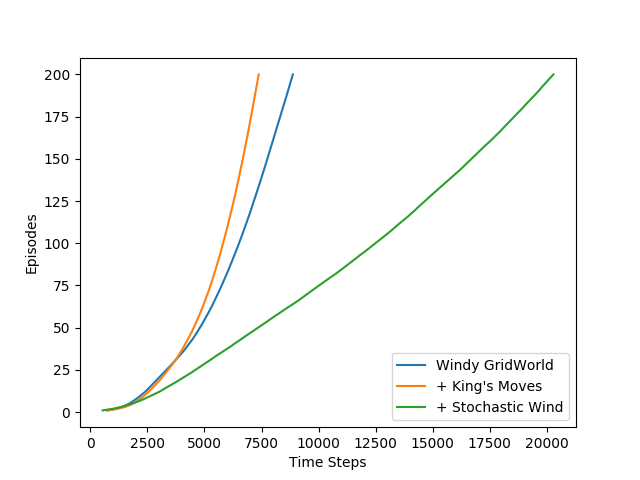 200
175
150
125
100
75
50
25
0
Episodes
0 2500 5000 7500 10000 12500 15000 17500 20000
Time Steps
Windy GridWorld
+ King's Moves
+ Stochastic Wind